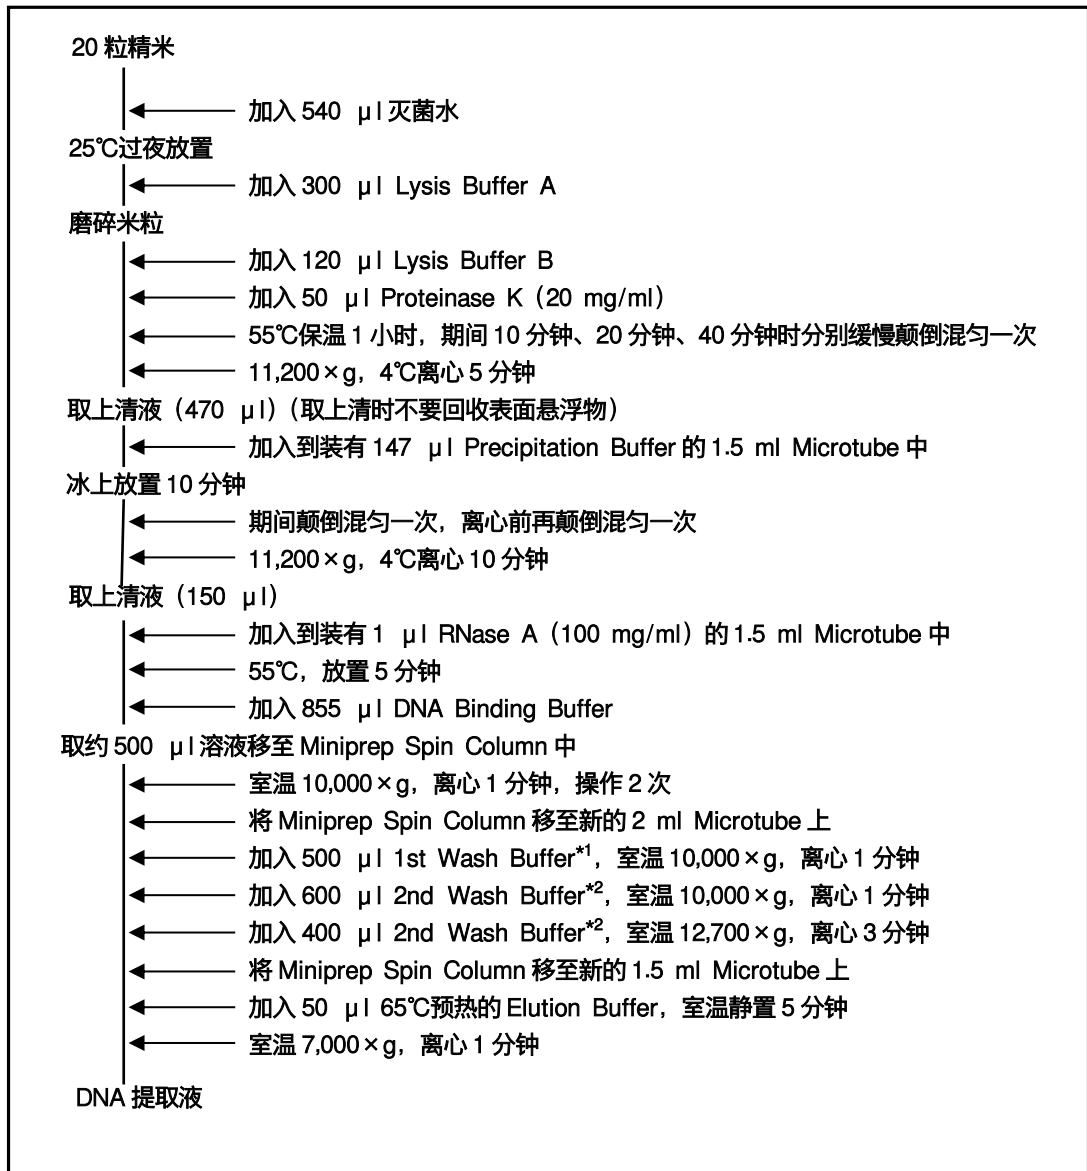 20 粒精米
加入 540 μl 灭菌水
25℃过夜放置
加入 300 μl Lysis Buffer A
磨碎米粒
加入 120 μl Lysis Buffer B
加入 50 μl Proteinase K（20 mg/ml）
55℃保温 1 小时，期间 10 分钟、20 分钟、40 分钟时分别缓慢颠倒混匀一次
11,200×g，4℃离心 5 分钟
取上清液（470 μl）（取上清时不要回收表面悬浮物）
加入到装有 147 μl Precipitation Buffer 的 1.5 ml Microtube 中
冰上放置 10 分钟
期间颠倒混匀一次，离心前再颠倒混匀一次
11,200×g，4℃离心 10 分钟
取上清液（150 μl）
加入到装有 1 μl RNase A（100 mg/ml）的 1.5 ml Microtube 中
55℃，放置 5 分钟
加入 855 μl DNA Binding Buffer
取约 500 μl 溶液移至 Miniprep Spin Column 中
室温 10,000×g，离心 1 分钟，操作 2 次
将 Miniprep Spin Column 移至新的 2 ml Microtube 上
加入 500 μl 1st Wash Buffer*1，室温 10,000×g，离心 1 分钟
加入 600 μl 2nd Wash Buffer*2，室温 10,000×g，离心 1 分钟
加入 400 μl 2nd Wash Buffer*2，室温 12,700×g，离心 3 分钟
将 Miniprep Spin Column 移至新的 1.5 ml Microtube 上
加入 50 μl 65℃预热的 Elution Buffer，室温静置 5 分钟
室温 7,000×g，离心 1 分钟
DNA 提取液